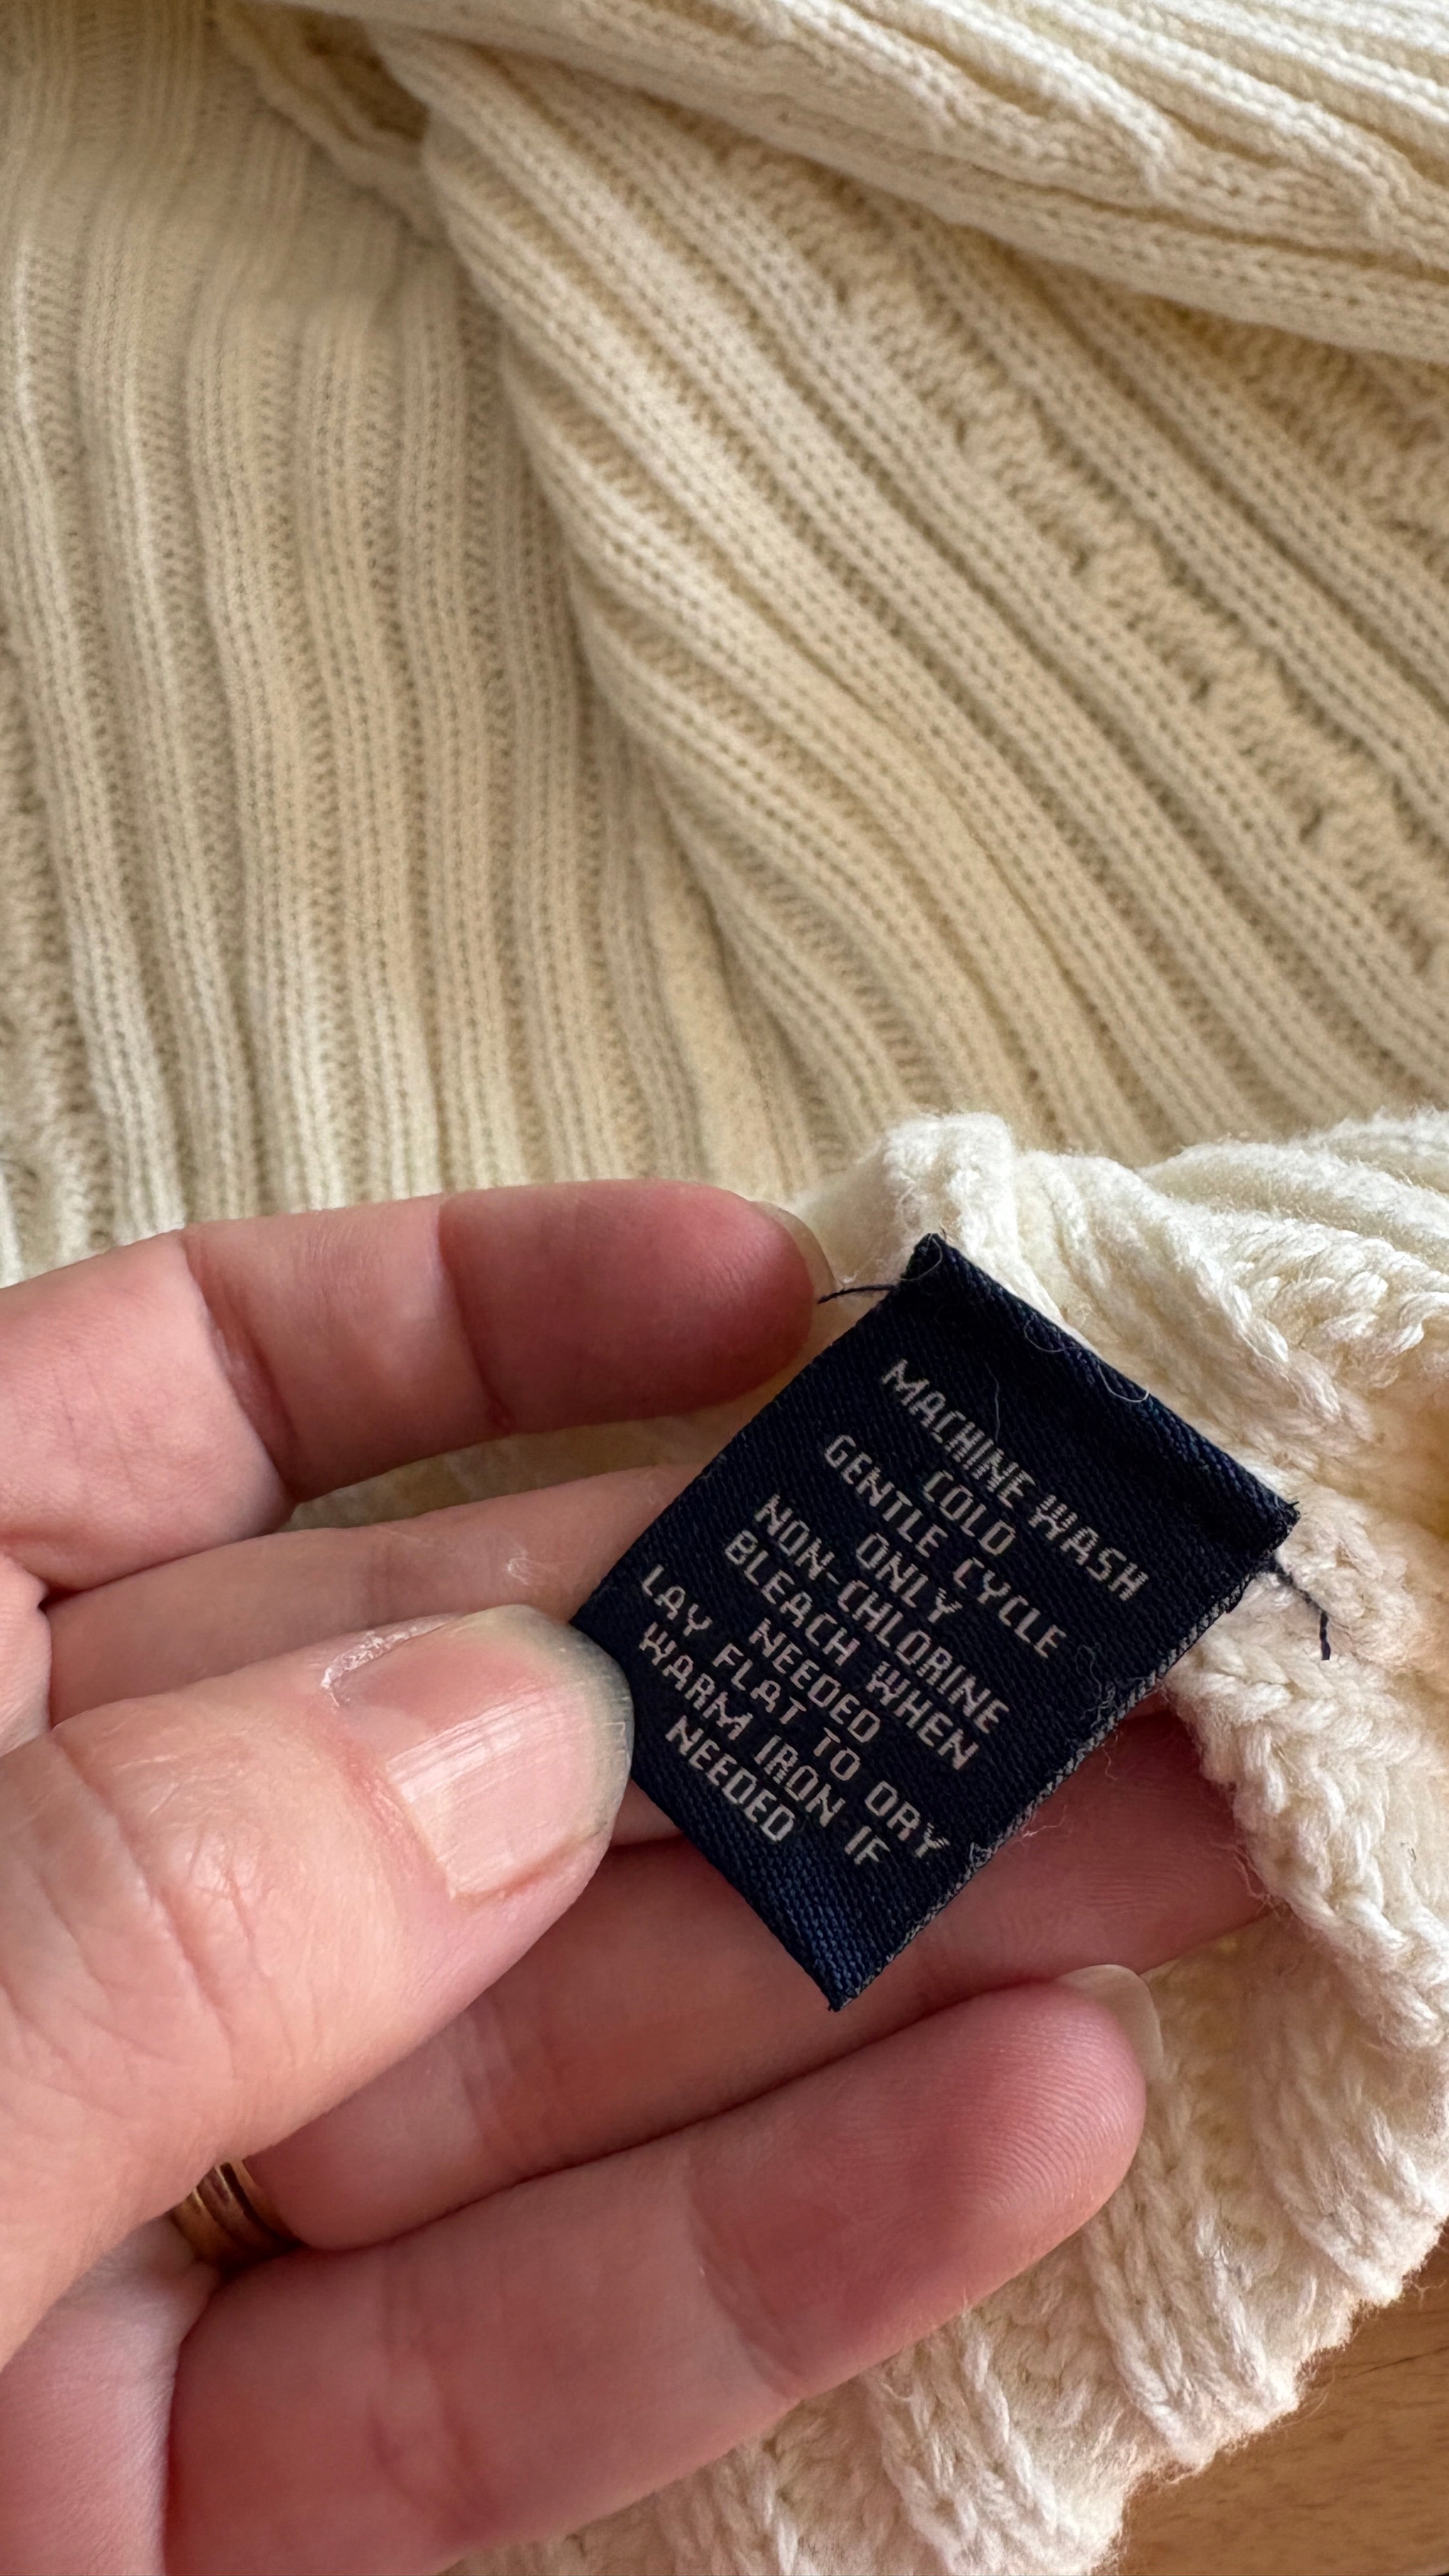 MACHINE WASH
COLD
GENTLE CYCLE
ONLY
NON-CHLORINE
BLEACH WHEN
NEEDED
LAY FLAT TO DRY
WARM IRON IF
NEEDED